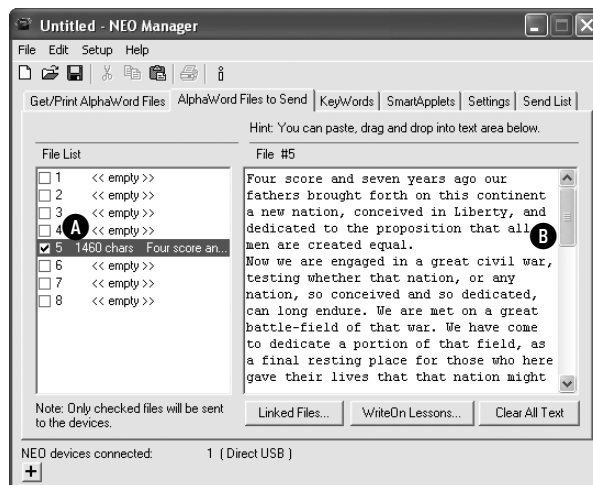 Untitled - NEO Manager
File Edit Setup Help
Get/Print AlphaWord Files AlphaWord Files to Send KeyWords SmartApplets Settings Send List
Hint: You can paste, drag and drop into text area below.
File List
File #5
1 << empty >>
2 << empty >>
3 << empty >>
4
A
5 1460 chars Four score an...
6 << empty >>
7 << empty >>
8 << empty >>
Four score and seven years ago our
fathers brought forth on this continent
a new nation, conceived in Liberty, and
dedicated to the proposition that all
B
men are created equal.
Now we are engaged in a great civil war,
testing whether that nation, or any
nation, so conceived and so dedicated,
can long endure. We are met on a great
battle-field of that war. We have come
to dedicate a portion of that field, as
a final resting place for those who here
gave their lives that that nation might
Note: Only checked files will be sent
to the devices.
Linked Files... WriteOn Lessons... Clear All Text
NEO devices connected: 1 ( Direct USB )